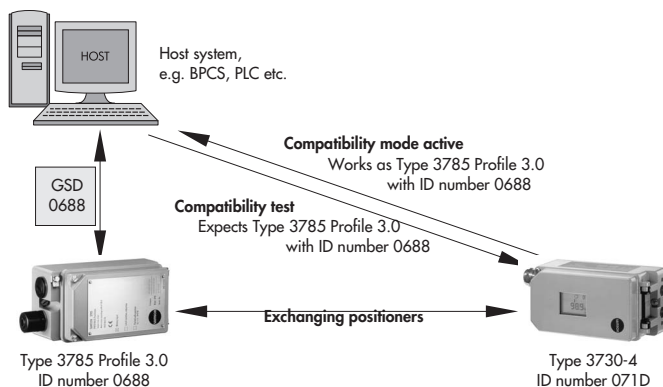 HOST
Host system,
e.g. BPCS, PLC etc.
Compatibility mode active
Works as Type 3785 Profile 3.0
with ID number 0688
GSD
0688
Compatibility test
Expects Type 3785 Profile 3.0
with ID number 0688
Exchanging positioners
Type 3785 Profile 3.0
ID number 0688
Type 3730-4
ID number 071D